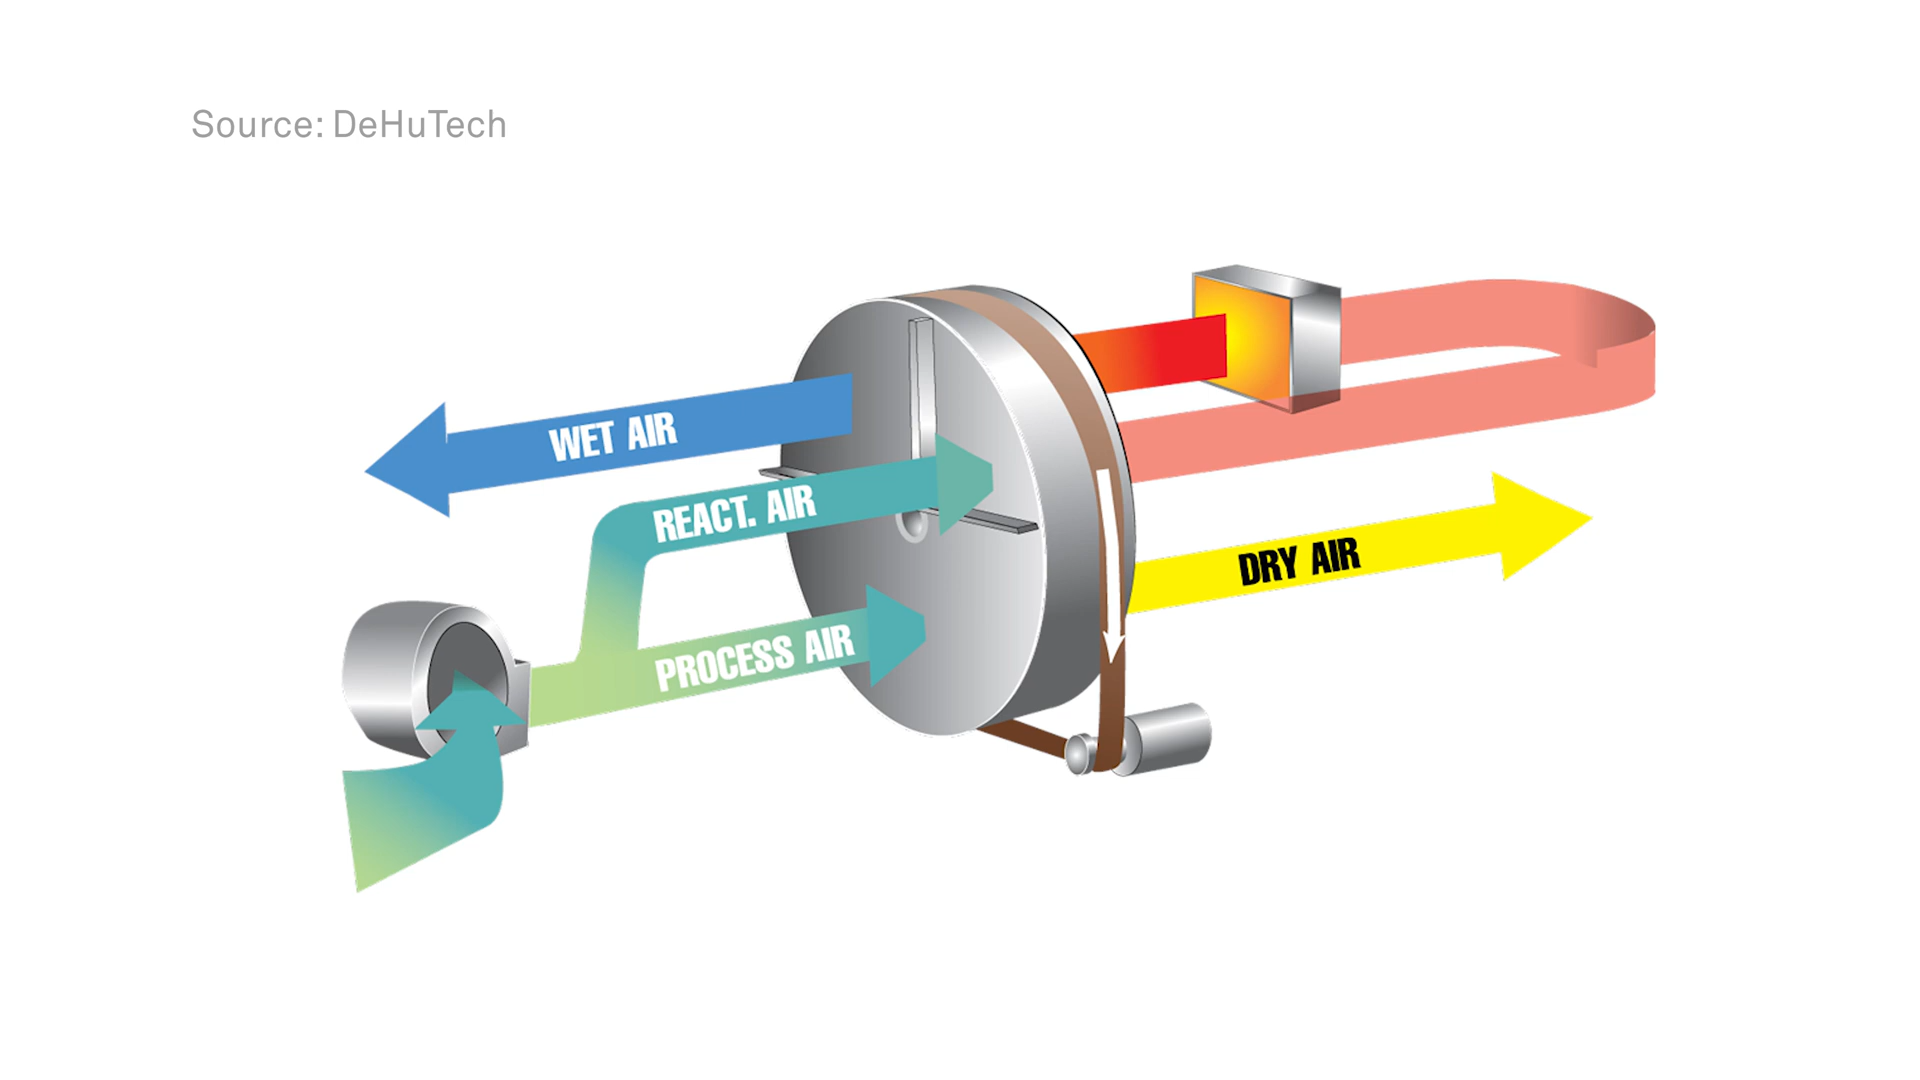 Source: DeHuTech
WET AIR
REACT. AIR
DRY AIR
PROCESS AIR